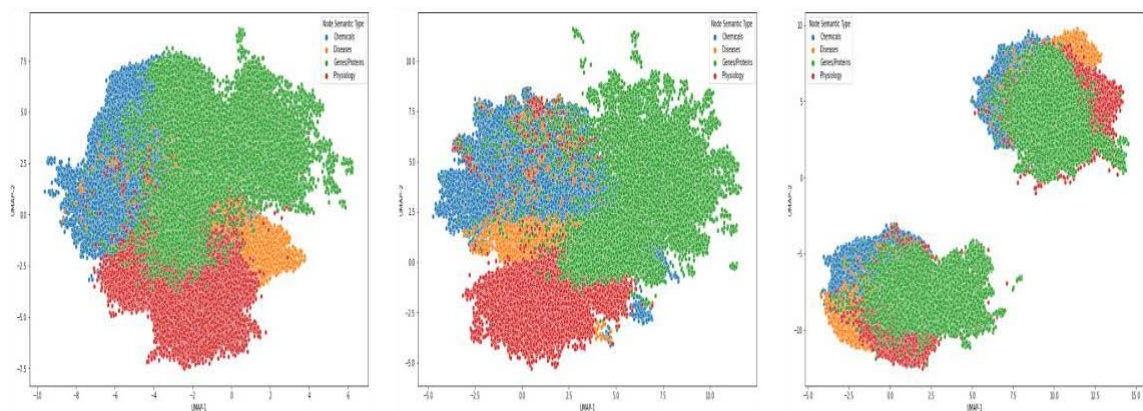 Node Semantic Type
Chemicals
Diseases
Genes/Proteins
Physiology
7.5
5.0
2.5
0.0
−2.5
−5.0
−7.5
UMAP-2
−10
−8
−6
−4
−2
0
2
4
6
UMAP-1
Node Semantic Type
Chemicals
Diseases
Genes/Proteins
Physiology
10.0
7.5
5.0
2.5
0.0
−2.5
−5.0
UMAP-2
−5.0
−2.5
0.0
2.5
5.0
7.5
10.0
UMAP-1
Node Semantic Type
Chemicals
Diseases
Genes/Proteins
Physiology
10
5
0
−5
−10
UMAP-2
−5.0
−2.5
0.0
2.5
5.0
7.5
10.0
12.5
15.0
UMAP-1